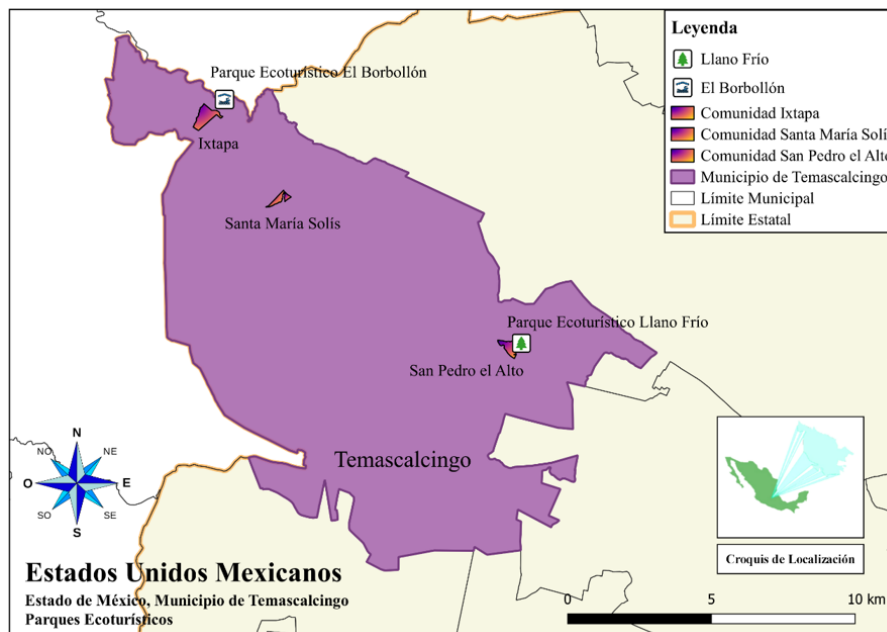 Leyenda
Llano Frío
El Borbollón
Comunidad Ixtapa
Comunidad Santa María Solís
Comunidad San Pedro el Alto
Municipio de Temascalcingo
Límite Municipal
Límite Estatal
Parque Ecoturístico El Borbollón
Ixtapa
Santa María Solís
Parque Ecoturístico Llano Frío
San Pedro el Alto
Temascalcingo
N
NO
NE
O
E
SO
SE
S
Croquis de Localización
Estados Unidos Mexicanos
Estado de México, Municipio de Temascalcingo
Parques Ecoturísticos
0
5
10 km